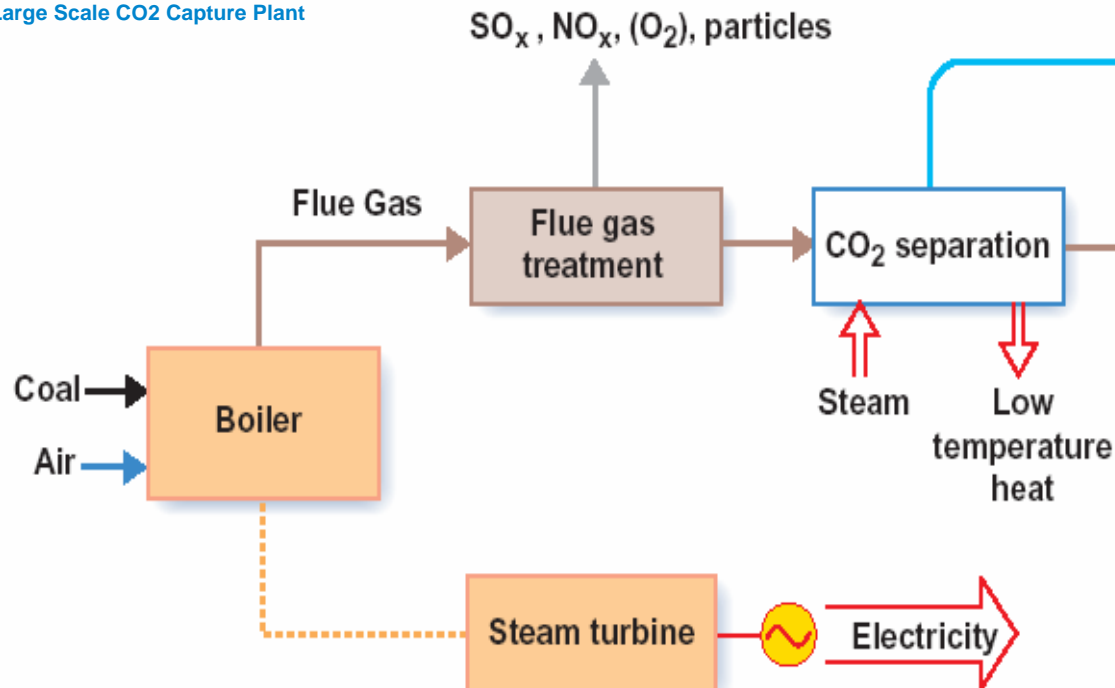 Large Scale CO2 Capture Plant
SOₓ , NOₓ, (O₂), particles
Flue Gas
Flue gas
treatment
CO₂ separation
Coal
Air
Boiler
Steam
Low
temperature
heat
Steam turbine
Electricity